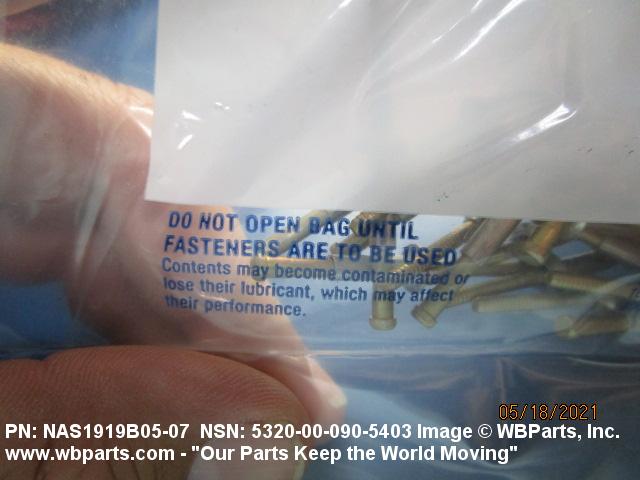 DO NOT OPEN BAG UNTIL
FASTENERS ARE TO BE USED
Contents may become contaminated or
lose their lubricant, which may affect
their performance.
05/18/2021
PN: NAS1919B05-07 NSN: 5320-00-090-5403 Image © WBParts, Inc.
www.wbparts.com - "Our Parts Keep the World Moving"